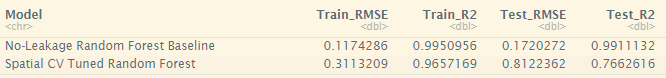 Model Train_RMSE Train_R2 Test_RMSE Test_R2
<chr> <dbl> <dbl> <dbl> <dbl>
No-Leakage Random Forest Baseline 0.1174286 0.9950956 0.1720272 0.9911132
Spatial CV Tuned Random Forest 0.3113209 0.9657169 0.8122362 0.7662616